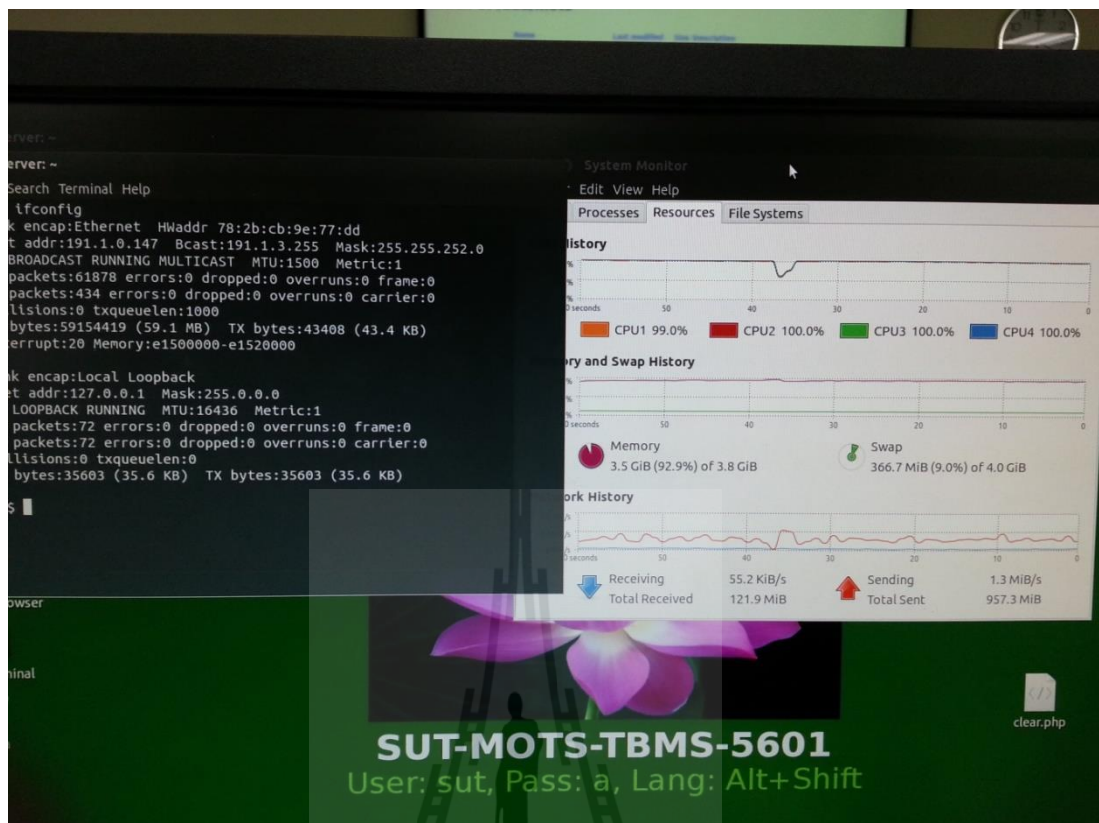 Name Last modified Size Description
erver: ~
erver: ~
Search Terminal Help
ifconfig
k encap:Ethernet HWaddr 78:2b:cb:9e:77:dd
t addr:191.1.0.147 Bcast:191.1.3.255 Mask:255.255.252.0
BROADCAST RUNNING MULTICAST MTU:1500 Metric:1
packets:61878 errors:0 dropped:0 overruns:0 frame:0
packets:434 errors:0 dropped:0 overruns:0 carrier:0
llisions:0 txqueuelen:1000
bytes:59154419 (59.1 MB) TX bytes:43408 (43.4 KB)
errupt:20 Memory:e1500000-e1520000
nk encap:Local Loopback
et addr:127.0.0.1 Mask:255.0.0.0
LOOPBACK RUNNING MTU:16436 Metric:1
packets:72 errors:0 dropped:0 overruns:0 frame:0
packets:72 errors:0 dropped:0 overruns:0 carrier:0
llisions:0 txqueuelen:0
bytes:35603 (35.6 KB) TX bytes:35603 (35.6 KB)
$
System Monitor
Edit View Help
Processes Resources File Systems
History
%
%
%
0 seconds 50 40 30 20 10 0
CPU1 99.0% CPU2 100.0% CPU3 100.0% CPU4 100.0%
ory and Swap History
%
%
%
0 seconds 50 40 30 20 10 0
Memory
3.5 GiB (92.9%) of 3.8 GiB
Swap
366.7 MiB (9.0%) of 4.0 GiB
ork History
/s
/s
/s
0 seconds 50 40 30 20 10 0
Receiving 55.2 KiB/s
Total Received 121.9 MiB
Sending 1.3 MiB/s
Total Sent 957.3 MiB
owser
minal
clear.php
SUT-MOTS-TBMS-5601
User: sut, Pass: a, Lang: Alt+Shift